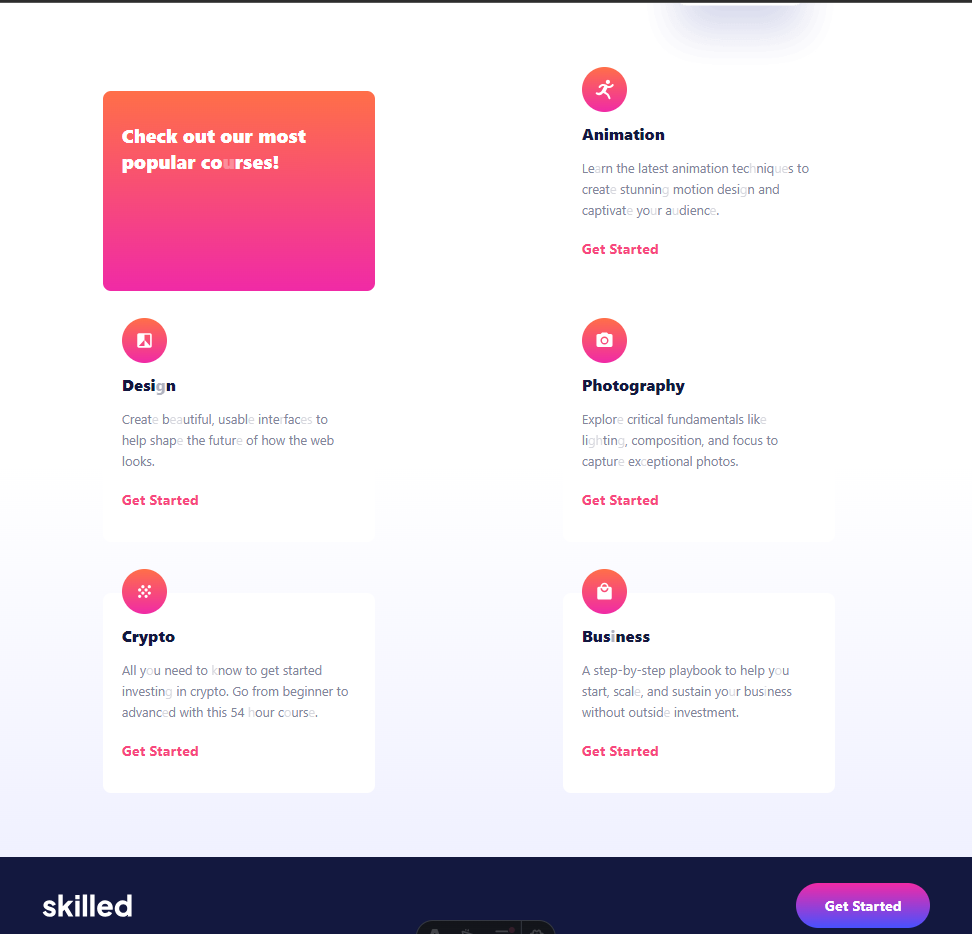 Check out our most
popular courses!
Animation
Learn the latest animation techniques to
create stunning motion design and
captivate your audience.
Get Started
Design
Create beautiful, usable interfaces to
help shape the future of how the web
looks.
Get Started
Photography
Explore critical fundamentals like
lighting, composition, and focus to
capture exceptional photos.
Get Started
Crypto
All you need to know to get started
investing in crypto. Go from beginner to
advanced with this 54 hour course.
Get Started
Business
A step-by-step playbook to help you
start, scale, and sustain your business
without outside investment.
Get Started
skilled
Get Started